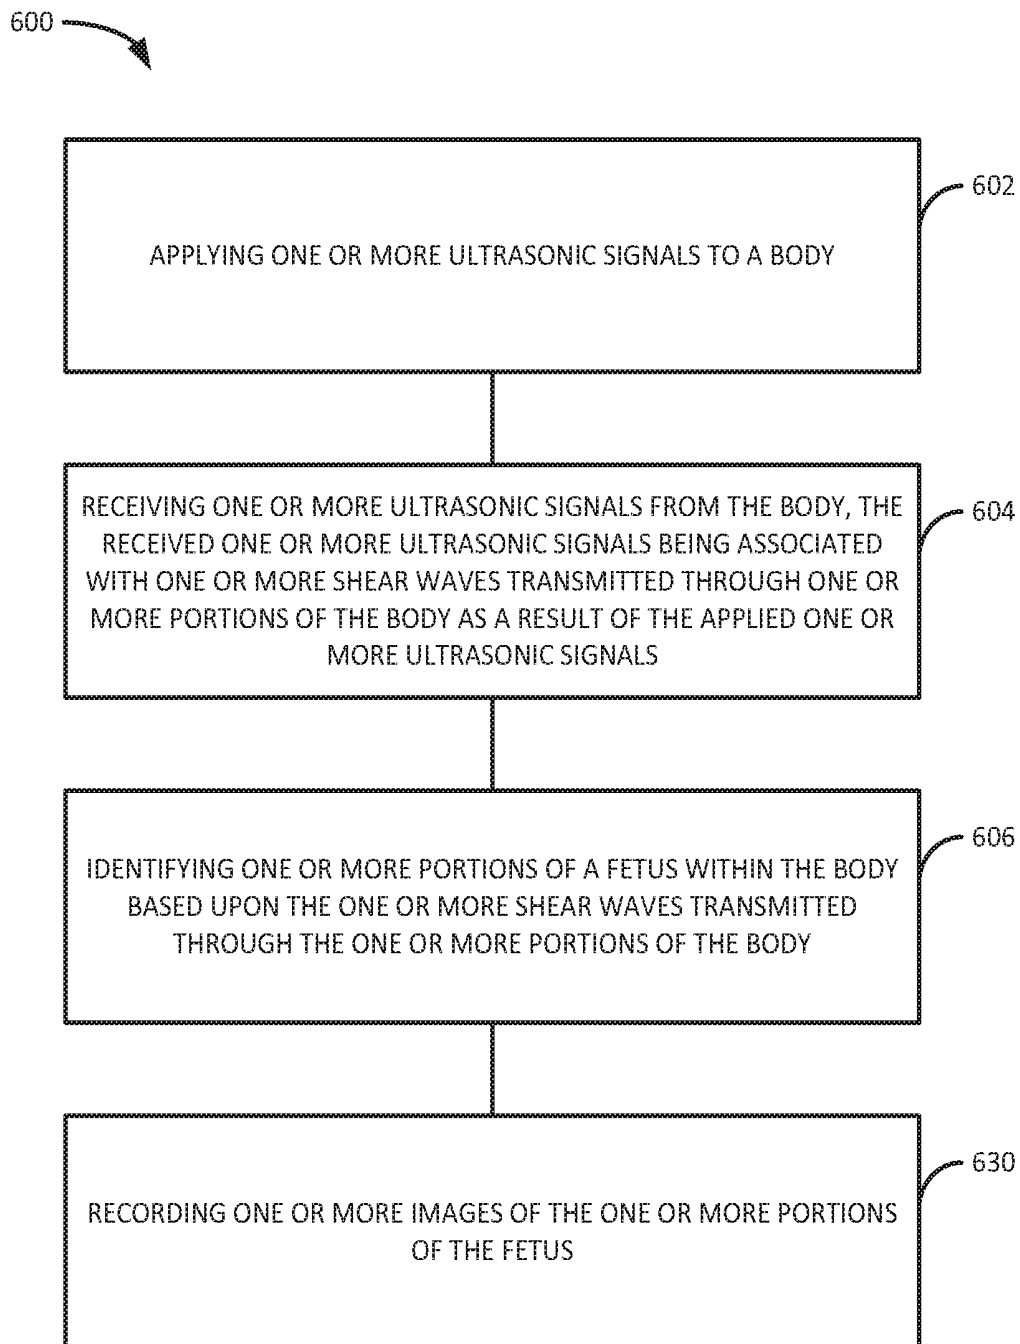 600
602
APPLYING ONE OR MORE ULTRASONIC SIGNALS TO A BODY
604
RECEIVING ONE OR MORE ULTRASONIC SIGNALS FROM THE BODY, THE
RECEIVED ONE OR MORE ULTRASONIC SIGNALS BEING ASSOCIATED
WITH ONE OR MORE SHEAR WAVES TRANSMITTED THROUGH ONE OR
MORE PORTIONS OF THE BODY AS A RESULT OF THE APPLIED ONE OR
MORE ULTRASONIC SIGNALS
606
IDENTIFYING ONE OR MORE PORTIONS OF A FETUS WITHIN THE BODY
BASED UPON THE ONE OR MORE SHEAR WAVES TRANSMITTED
THROUGH THE ONE OR MORE PORTIONS OF THE BODY
630
RECORDING ONE OR MORE IMAGES OF THE ONE OR MORE PORTIONS
OF THE FETUS